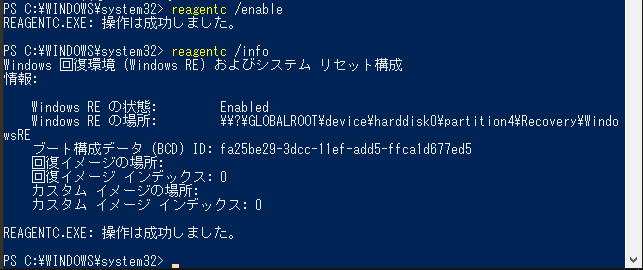 PS C:¥WINDOWS¥system32> reagentc /enable
REAGENTC.EXE: 操作は成功しました。
PS C:¥WINDOWS¥system32> reagentc /info
Windows 回復環境 (Windows RE) およびシステム リセット構成
情報:
Windows RE の状態: Enabled
Windows RE の場所: ¥¥?¥GLOBALROOT¥device¥harddisk0¥partition4¥Recovery¥Windo
wsRE
ブート構成データ (BCD) ID: fa25be29-3dcc-11ef-add5-ffca1d677ed5
回復イメージの場所:
回復イメージ インデックス: 0
カスタム イメージの場所:
カスタム イメージ インデックス: 0
REAGENTC.EXE: 操作は成功しました。
PS C:¥WINDOWS¥system32>